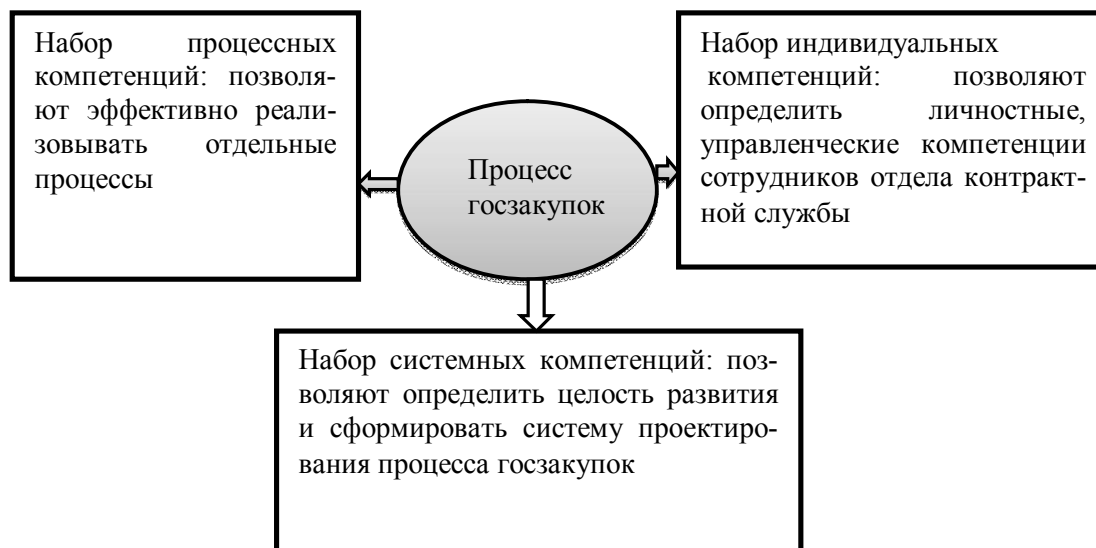 Набор процессных
компетенций: позволя-
ют эффективно реали-
зовывать отдельные
процессы
Набор индивидуальных
компетенций: позволяют
определить личностные,
управленческие компетенции
сотрудников отдела контракт-
ной службы
Процесс
госзакупок
Набор системных компетенций: поз-
воляют определить целость развития
и сформировать систему проектиро-
вания процесса госзакупок